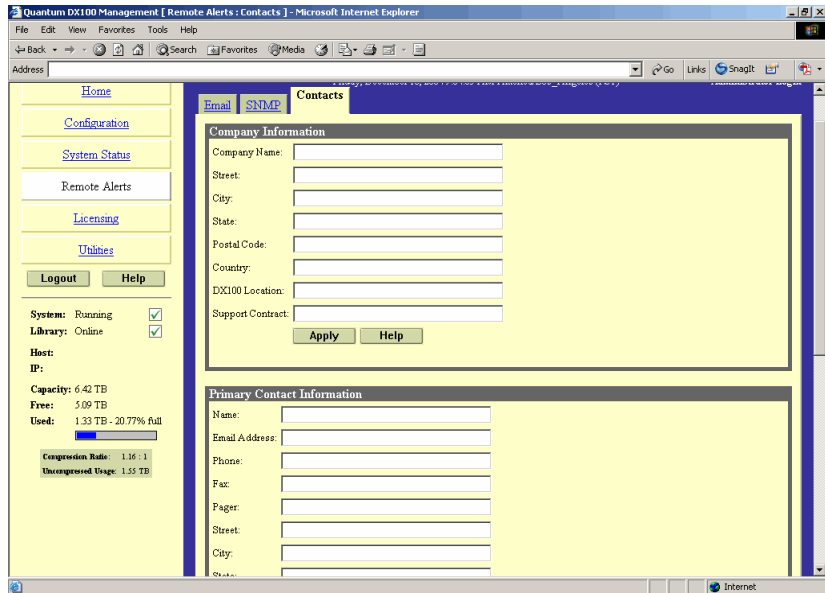 Quantum DX100 Management [ Remote Alerts : Contacts ] - Microsoft Internet Explorer
File Edit View Favorites Tools Help
Back Search Favorites Media
Address Go Links SnagIt
Home
Configuration
System Status
Remote Alerts
Licensing
Utilities
Logout Help
System: Running
Library: Online
Host:
IP:
Capacity: 6.42 TB
Free: 5.09 TB
Used: 1.33 TB - 20.77% full
Compression Ratio: 1.16 : 1
Uncompressed Usage: 1.55 TB
Email SNMP Contacts
Company Information
Company Name:
Street:
City:
State:
Postal Code:
Country:
DX100 Location:
Support Contract:
Apply Help
Primary Contact Information
Name:
Email Address:
Phone:
Fax:
Pager:
Street:
City:
State:
Internet